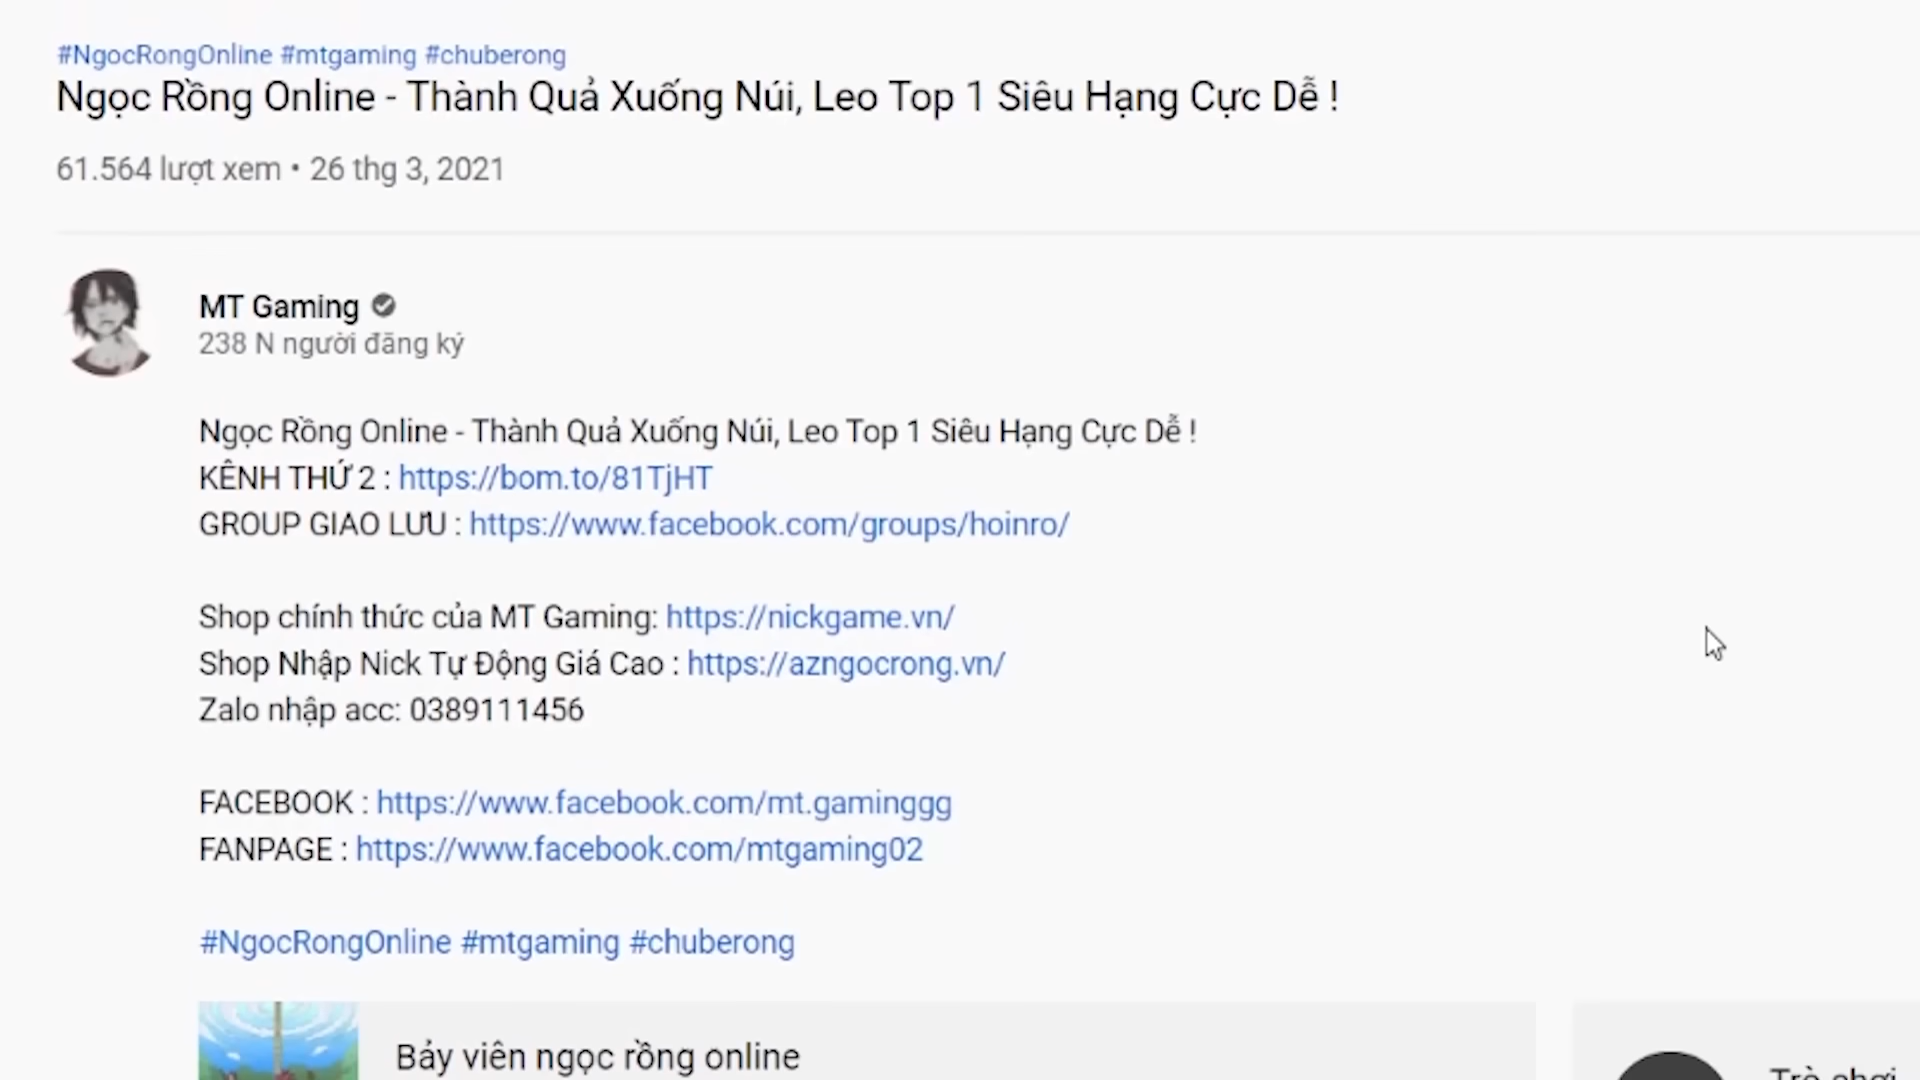 #NgocRongOnline #mtgaming #chuberong
Ngọc Rồng Online - Thành Quả Xuống Núi, Leo Top 1 Siêu Hạng Cực Dễ !
61.564 lượt xem • 26 thg 3, 2021
MT Gaming
238 N người đăng ký
Ngọc Rồng Online - Thành Quả Xuống Núi, Leo Top 1 Siêu Hạng Cực Dễ !
KÊNH THỨ 2 : https://bom.to/81TjHT
GROUP GIAO LƯU : https://www.facebook.com/groups/hoinro/
Shop chính thức của MT Gaming: https://nickgame.vn/
Shop Nhập Nick Tự Động Giá Cao : https://azngocrong.vn/
Zalo nhập acc: 0389111456
FACEBOOK : https://www.facebook.com/mt.gaminggg
FANPAGE : https://www.facebook.com/mtgaming02
#NgocRongOnline #mtgaming #chuberong
Bảy viên ngọc rồng online
Trò chơi